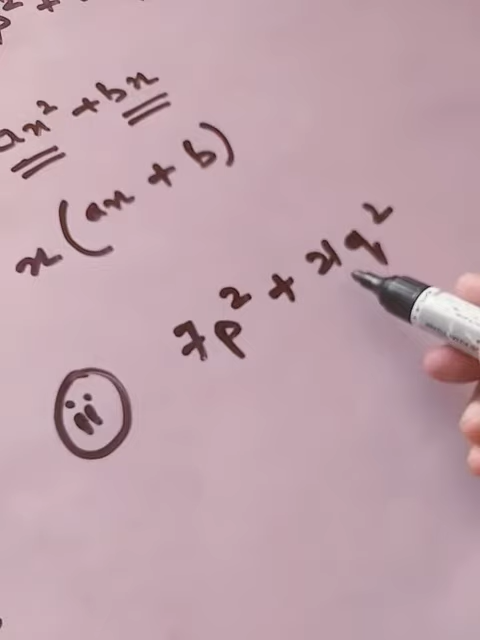 ax² + bx
x(ax + b)
ii 7p² + 21q²